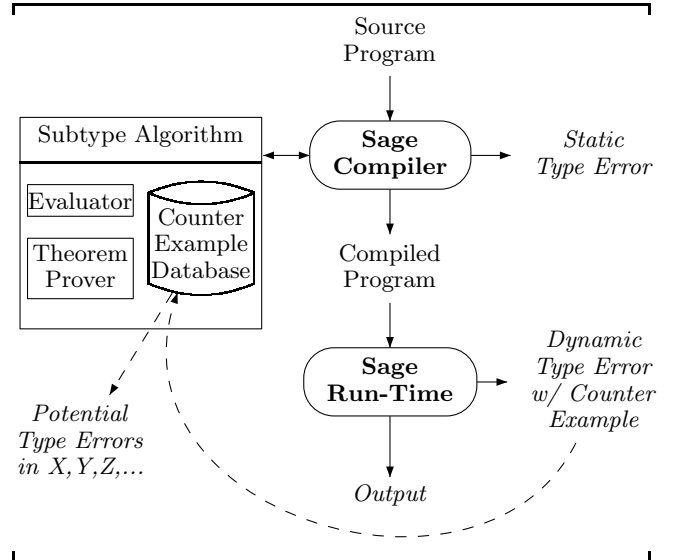 Source
Program
Subtype Algorithm
Sage
Compiler
Static
Type Error
Evaluator
Theorem
Prover
Counter
Example
Database
Compiled
Program
Sage
Run-Time
Dynamic
Type Error
w/ Counter
Example
Potential
Type Errors
in X,Y,Z,...
Output